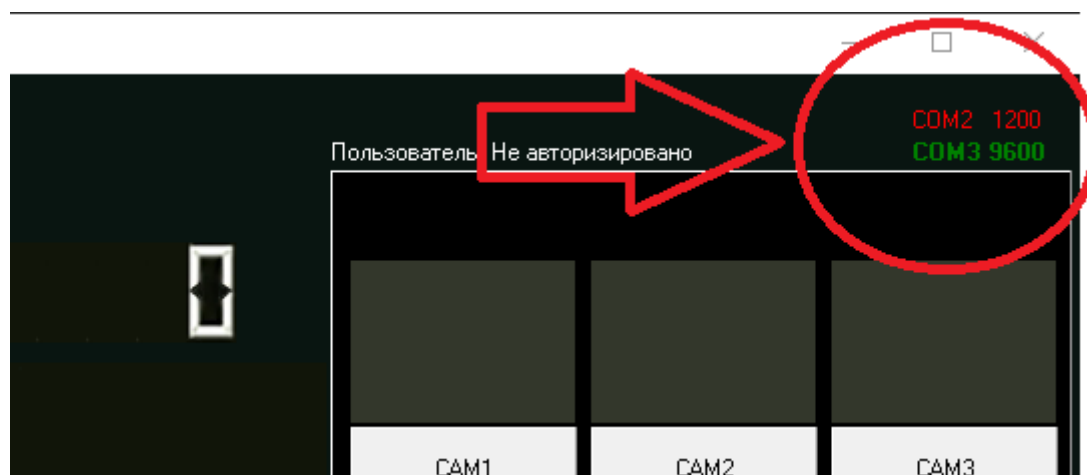 COM2 1200
Пользователь: Не авторизировано
COM3 9600
CAM1
CAM2
CAM3